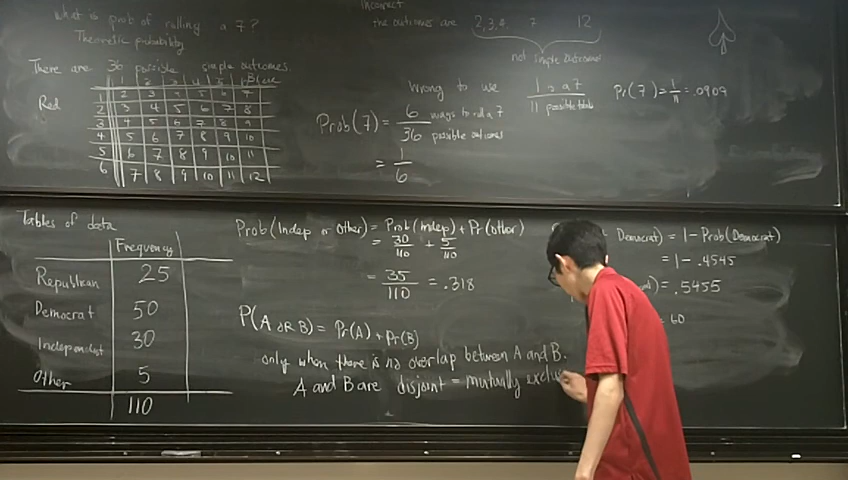 what is prob of rolling a 7?
Theoretic probability
There are 36 possible simple outcomes.
Incorrect
the outcomes are 2,3,4, 7 12
not simple outcomes
Red
1 2 3 4 5 6 Blue
1 2 3 4 5 6 7
2 3 4 5 6 7 8
3 4 5 6 7 8 9
4 5 6 7 8 9 10
5 6 7 8 9 10 11
6 7 8 9 10 11 12
Prob(7) = 6 ways to roll a 7
36 possible outcomes
= 1
6
Wrong to use
1 is a 7
11 possible totals
Pr(7) = 1/11 = .0909
Tables of data
Frequency
Republican 25
Democrat 50
Independent 30
Other 5
110
Prob(Indep or Other) = Prob(indep) + Pr(other)
= 30/110 + 5/110
= 35/110 = .318
P(A OR B) = Pr(A) + Pr(B)
only when there is no overlap between A and B.
A and B are disjoint = mutually exclus
Democrat) = 1 - Prob(Democrat)
= 1 - .4545
) = .5455
60